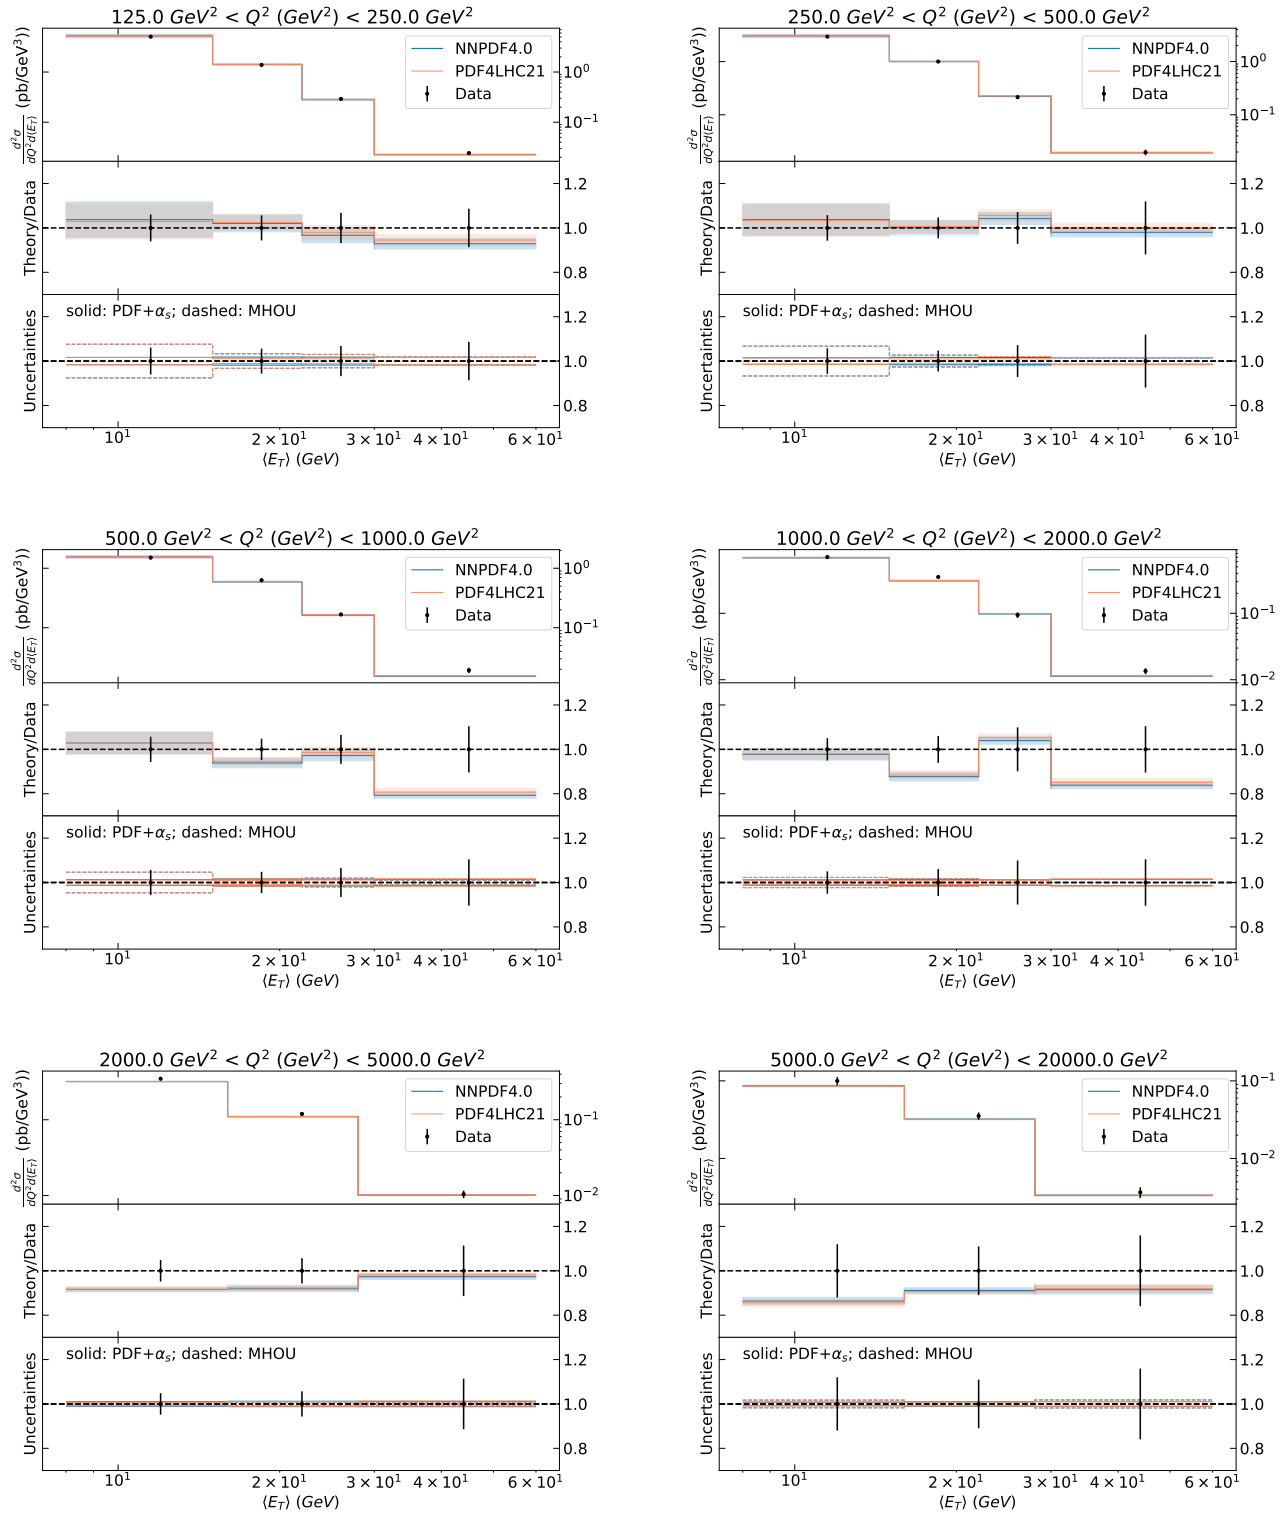 125.0 GeV² < Q² (GeV²) < 250.0 GeV²
d²σ/dQ²d⟨E_T⟩ (pb/GeV³))
NNPDF4.0
PDF4LHC21
Data
10⁰
10⁻¹
Theory/Data
1.2
1.0
0.8
Uncertainties
solid: PDF+α_s; dashed: MHOU
1.2
1.0
0.8
10¹ 2×10¹ 3×10¹ 4×10¹ 6×10¹
⟨E_T⟩ (GeV)
250.0 GeV² < Q² (GeV²) < 500.0 GeV²
d²σ/dQ²d⟨E_T⟩ (pb/GeV³))
NNPDF4.0
PDF4LHC21
Data
10⁰
10⁻¹
Theory/Data
1.2
1.0
0.8
Uncertainties
solid: PDF+α_s; dashed: MHOU
1.2
1.0
0.8
10¹ 2×10¹ 3×10¹ 4×10¹ 6×10¹
⟨E_T⟩ (GeV)
500.0 GeV² < Q² (GeV²) < 1000.0 GeV²
d²σ/dQ²d⟨E_T⟩ (pb/GeV³))
NNPDF4.0
PDF4LHC21
Data
10⁰
10⁻¹
Theory/Data
1.2
1.0
0.8
Uncertainties
solid: PDF+α_s; dashed: MHOU
1.2
1.0
0.8
10¹ 2×10¹ 3×10¹ 4×10¹ 6×10¹
⟨E_T⟩ (GeV)
1000.0 GeV² < Q² (GeV²) < 2000.0 GeV²
d²σ/dQ²d⟨E_T⟩ (pb/GeV³))
NNPDF4.0
PDF4LHC21
Data
10⁻¹
10⁻²
Theory/Data
1.2
1.0
0.8
Uncertainties
solid: PDF+α_s; dashed: MHOU
1.2
1.0
0.8
10¹ 2×10¹ 3×10¹ 4×10¹ 6×10¹
⟨E_T⟩ (GeV)
2000.0 GeV² < Q² (GeV²) < 5000.0 GeV²
d²σ/dQ²d⟨E_T⟩ (pb/GeV³))
NNPDF4.0
PDF4LHC21
Data
10⁻¹
10⁻²
Theory/Data
1.2
1.0
0.8
Uncertainties
solid: PDF+α_s; dashed: MHOU
1.2
1.0
0.8
10¹ 2×10¹ 3×10¹ 4×10¹ 6×10¹
⟨E_T⟩ (GeV)
5000.0 GeV² < Q² (GeV²) < 20000.0 GeV²
d²σ/dQ²d⟨E_T⟩ (pb/GeV³))
NNPDF4.0
PDF4LHC21
Data
10⁻¹
10⁻²
Theory/Data
1.2
1.0
0.8
Uncertainties
solid: PDF+α_s; dashed: MHOU
1.2
1.0
0.8
10¹ 2×10¹ 3×10¹ 4×10¹ 6×10¹
⟨E_T⟩ (GeV)